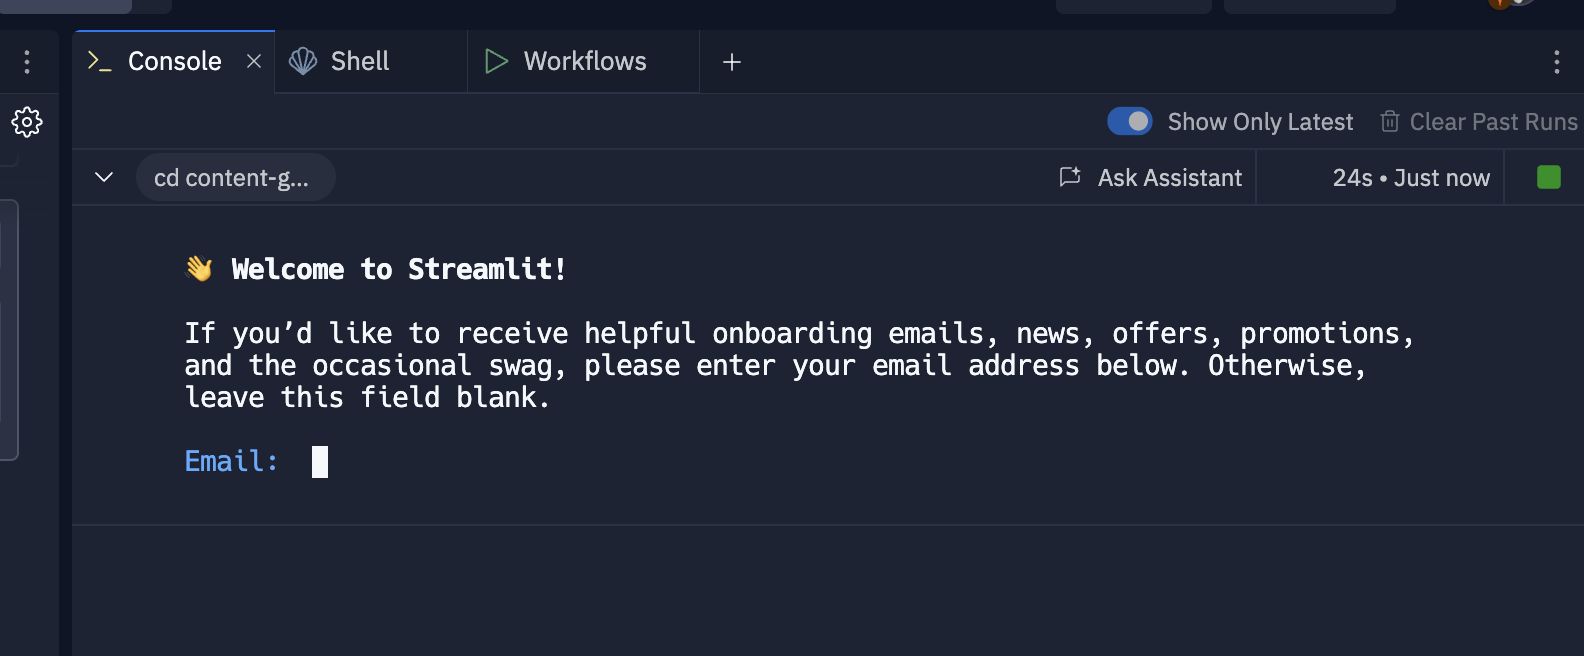 Console
Shell
Workflows
Show Only Latest
Clear Past Runs
cd content-g...
Ask Assistant
24s • Just now
👋 Welcome to Streamlit!
If you’d like to receive helpful onboarding emails, news, offers, promotions,
and the occasional swag, please enter your email address below. Otherwise,
leave this field blank.
Email: